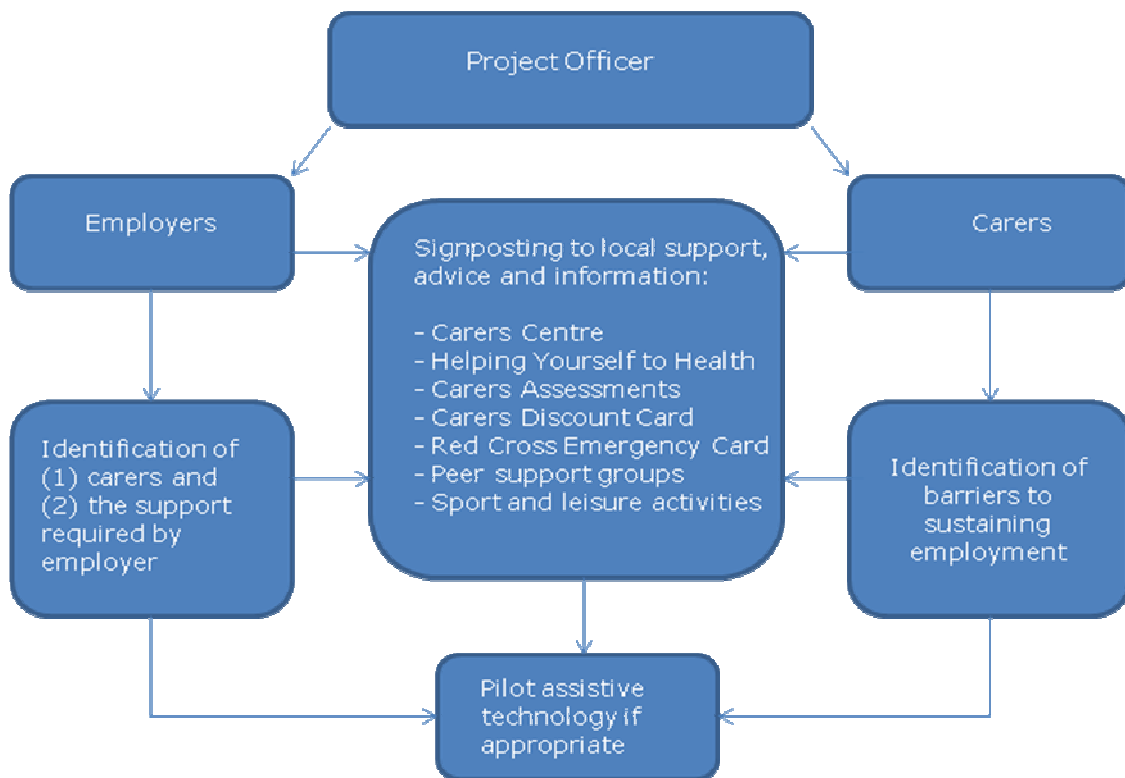 Project Officer
Employers
Carers
Signposting to local support,
advice and information:
- Carers Centre
- Helping Yourself to Health
- Carers Assessments
- Carers Discount Card
- Red Cross Emergency Card
- Peer support groups
- Sport and leisure activities
Identification of
(1) carers and
(2) the support
required by
employer
Identification of
barriers to
sustaining
employment
Pilot assistive
technology if
appropriate